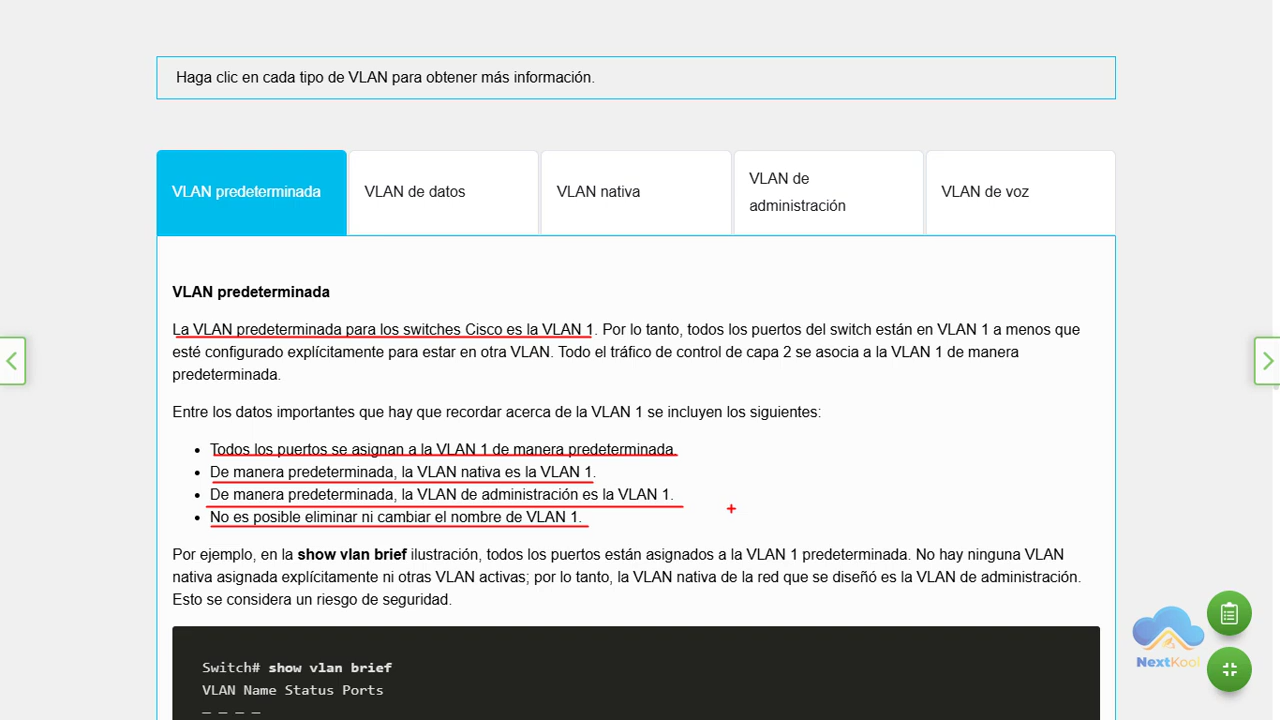 Haga clic en cada tipo de VLAN para obtener más información.
VLAN predeterminada
VLAN de datos
VLAN nativa
VLAN de
administración
VLAN de voz
VLAN predeterminada
La VLAN predeterminada para los switches Cisco es la VLAN 1. Por lo tanto, todos los puertos del switch están en VLAN 1 a menos que
esté configurado explícitamente para estar en otra VLAN. Todo el tráfico de control de capa 2 se asocia a la VLAN 1 de manera
predeterminada.
Entre los datos importantes que hay que recordar acerca de la VLAN 1 se incluyen los siguientes:
• Todos los puertos se asignan a la VLAN 1 de manera predeterminada.
• De manera predeterminada, la VLAN nativa es la VLAN 1.
• De manera predeterminada, la VLAN de administración es la VLAN 1.
• No es posible eliminar ni cambiar el nombre de VLAN 1.
Por ejemplo, en la show vlan brief ilustración, todos los puertos están asignados a la VLAN 1 predeterminada. No hay ninguna VLAN
nativa asignada explícitamente ni otras VLAN activas; por lo tanto, la VLAN nativa de la red que se diseñó es la VLAN de administración.
Esto se considera un riesgo de seguridad.
Switch# show vlan brief
VLAN Name Status Ports
– – – –
NextKool